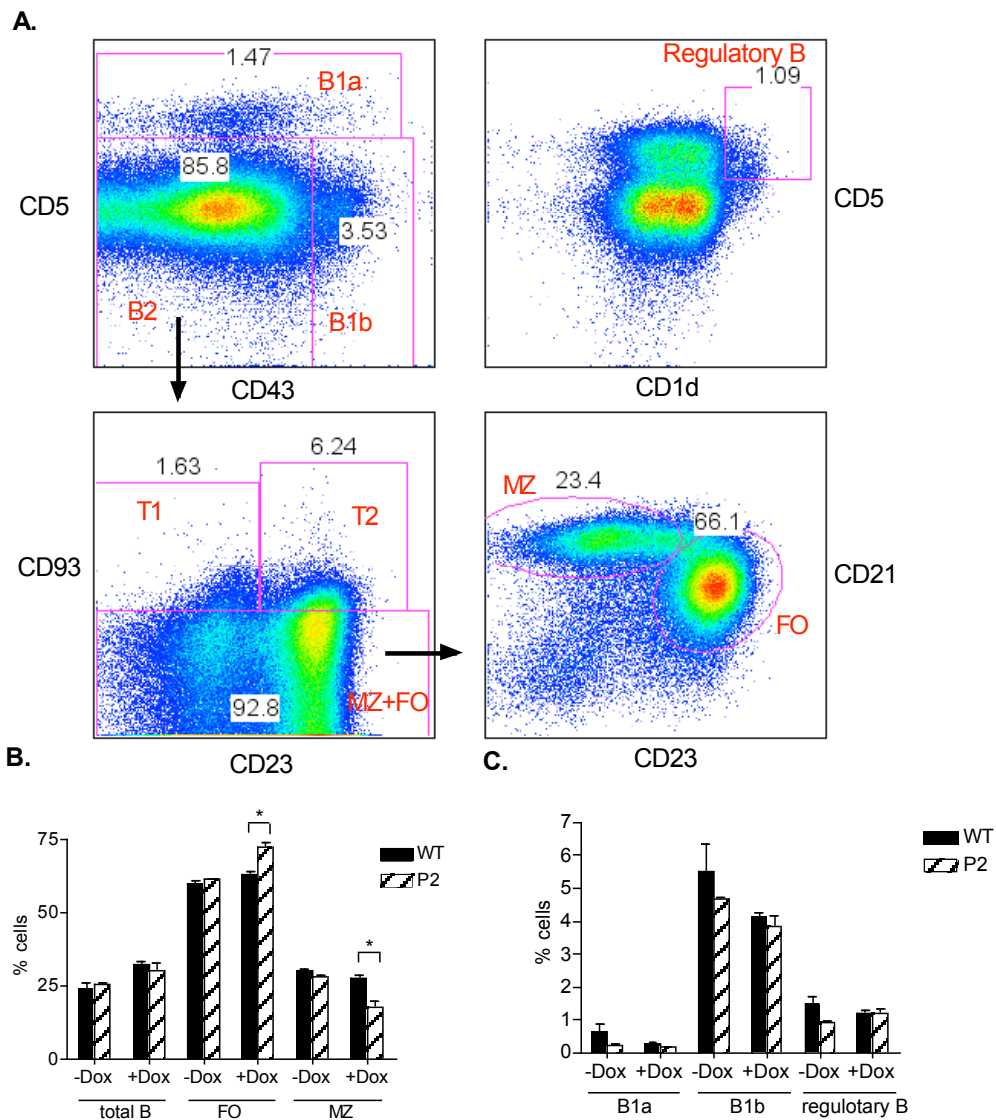 A.
1.47
B1a
85.8
3.53
B2
B1b
CD5
CD43
Regulatory B
1.09
CD5
CD1d
1.63
6.24
T1
T2
CD93
92.8
MZ+FO
CD23
MZ
23.4
66.1
FO
CD21
CD23
B.
75
50
25
0
% cells
*
*
WT
P2
-Dox +Dox -Dox +Dox -Dox +Dox
total B FO MZ
C.
7
6
5
4
3
2
1
0
% cells
WT
P2
-Dox +Dox -Dox +Dox -Dox +Dox
B1a B1b regulotary B